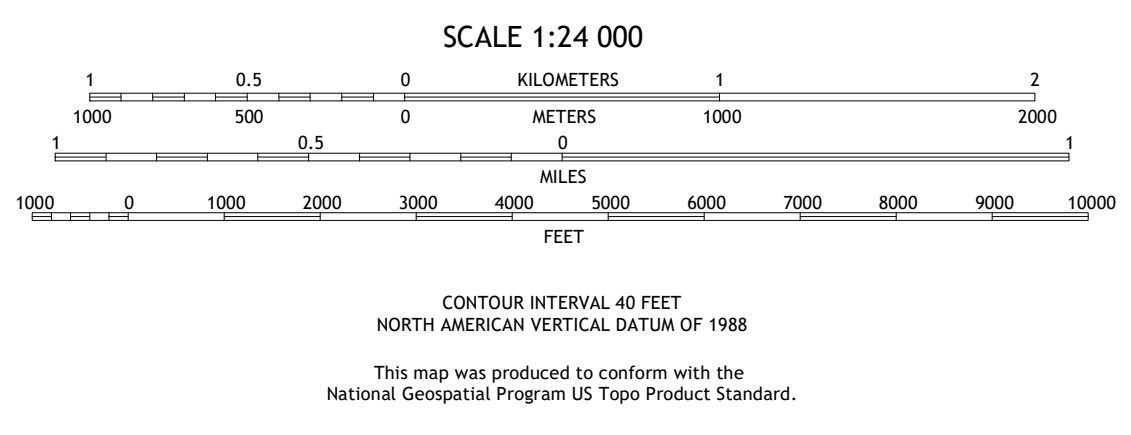 SCALE 1:24 000
1 0.5 0 KILOMETERS 1 2
1000 500 0 METERS 1000 2000
1 0.5 0 1
MILES
1000 0 1000 2000 3000 4000 5000 6000 7000 8000 9000 10000
FEET
CONTOUR INTERVAL 40 FEET
NORTH AMERICAN VERTICAL DATUM OF 1988
This map was produced to conform with the
National Geospatial Program US Topo Product Standard.